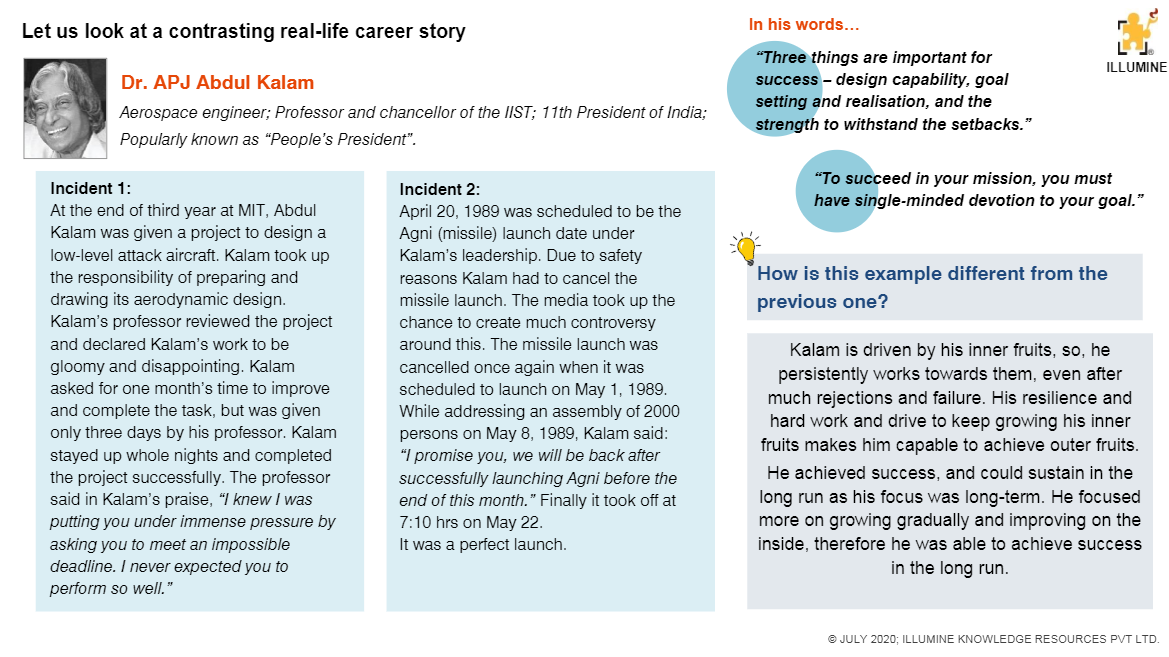 Let us look at a contrasting real-life career story
Dr. APJ Abdul Kalam
Aerospace engineer; Professor and chancellor of the IIST; 11th President of India;
Popularly known as “People’s President”.
Incident 1:
At the end of third year at MIT, Abdul
Kalam was given a project to design a
low-level attack aircraft. Kalam took up
the responsibility of preparing and
drawing its aerodynamic design.
Kalam’s professor reviewed the project
and declared Kalam’s work to be
gloomy and disappointing. Kalam
asked for one month’s time to improve
and complete the task, but was given
only three days by his professor. Kalam
stayed up whole nights and completed
the project successfully. The professor
said in Kalam’s praise, “I knew I was
putting you under immense pressure by
asking you to meet an impossible
deadline. I never expected you to
perform so well.”
Incident 2:
April 20, 1989 was scheduled to be the
Agni (missile) launch date under
Kalam’s leadership. Due to safety
reasons Kalam had to cancel the
missile launch. The media took up the
chance to create much controversy
around this. The missile launch was
cancelled once again when it was
scheduled to launch on May 1, 1989.
While addressing an assembly of 2000
persons on May 8, 1989, Kalam said:
“I promise you, we will be back after
successfully launching Agni before the
end of this month.” Finally it took off at
7:10 hrs on May 22.
It was a perfect launch.
In his words…
“Three things are important for
success – design capability, goal
setting and realisation, and the
strength to withstand the setbacks.”
“To succeed in your mission, you must
have single-minded devotion to your goal.”
®
ILLUMINE
How is this example different from the
previous one?
Kalam is driven by his inner fruits, so, he
persistently works towards them, even after
much rejections and failure. His resilience and
hard work and drive to keep growing his inner
fruits makes him capable to achieve outer fruits.
He achieved success, and could sustain in the
long run as his focus was long-term. He focused
more on growing gradually and improving on the
inside, therefore he was able to achieve success
in the long run.
© JULY 2020; ILLUMINE KNOWLEDGE RESOURCES PVT LTD.